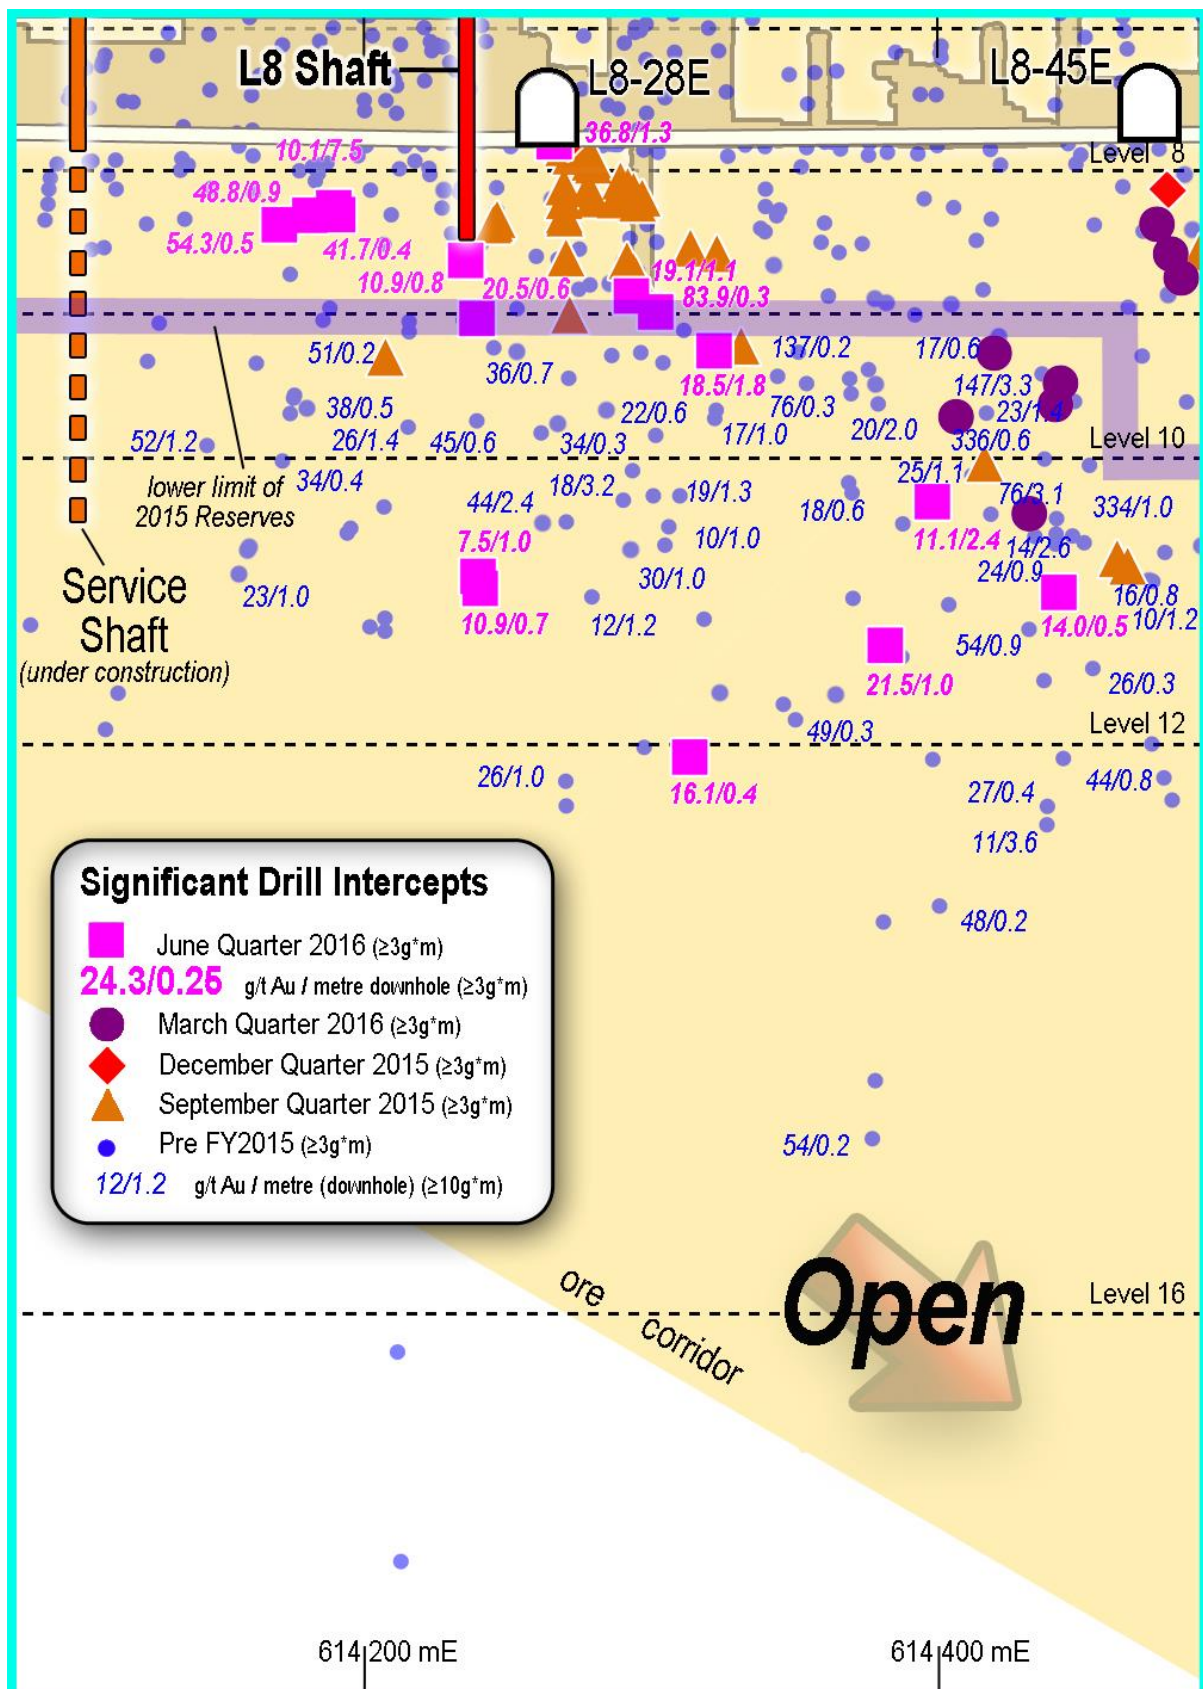 L8 Shaft
L8-28E
L8-45E
36.8/1.3
10.1/7.5
Level 8
48.8/0.9
54.3/0.5
41.7/0.4
10.9/0.8
20.5/0.6
19.1/1.1
83.9/0.3
51/0.2
36/0.7
137/0.2
17/0.6
18.5/1.8
147/3.3
38/0.5
22/0.6
76/0.3
23/1.4
52/1.2
26/1.4
45/0.6
34/0.3
17/1.0
20/2.0
336/0.6
Level 10
34/0.4
lower limit of
2015 Reserves
44/2.4
18/3.2
19/1.3
18/0.6
25/1.1
76/3.1
334/1.0
7.5/1.0
10/1.0
11.1/2.4
14/2.6
Service
Shaft
(under construction)
23/1.0
30/1.0
24/0.9
16/0.8
10.9/0.7
12/1.2
14.0/0.5
10/1.2
54/0.9
21.5/1.0
26/0.3
49/0.3
Level 12
26/1.0
16.1/0.4
27/0.4
44/0.8
11/3.6
48/0.2
Significant Drill Intercepts
June Quarter 2016 (≥3g*m)
24.3/0.25 g/t Au / metre downhole (≥3g*m)
March Quarter 2016 (≥3g*m)
December Quarter 2015 (≥3g*m)
September Quarter 2015 (≥3g*m)
Pre FY2015 (≥3g*m)
12/1.2 g/t Au / metre (downhole) (≥10g*m)
54/0.2
ore
corridor
Open
Level 16
614 200 mE
614 400 mE